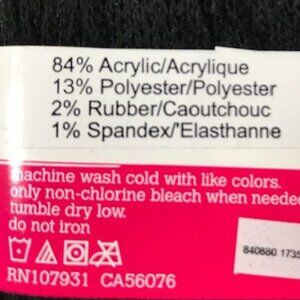 84% Acrylic/Acrylique
13% Polyester/Polyester
2% Rubber/Caoutchouc
1% Spandex/'Elasthanne
machine wash cold with like colors.
only non-chlorine bleach when neede
tumble dry low.
do not iron
840880 1735
RN107931 CA56076